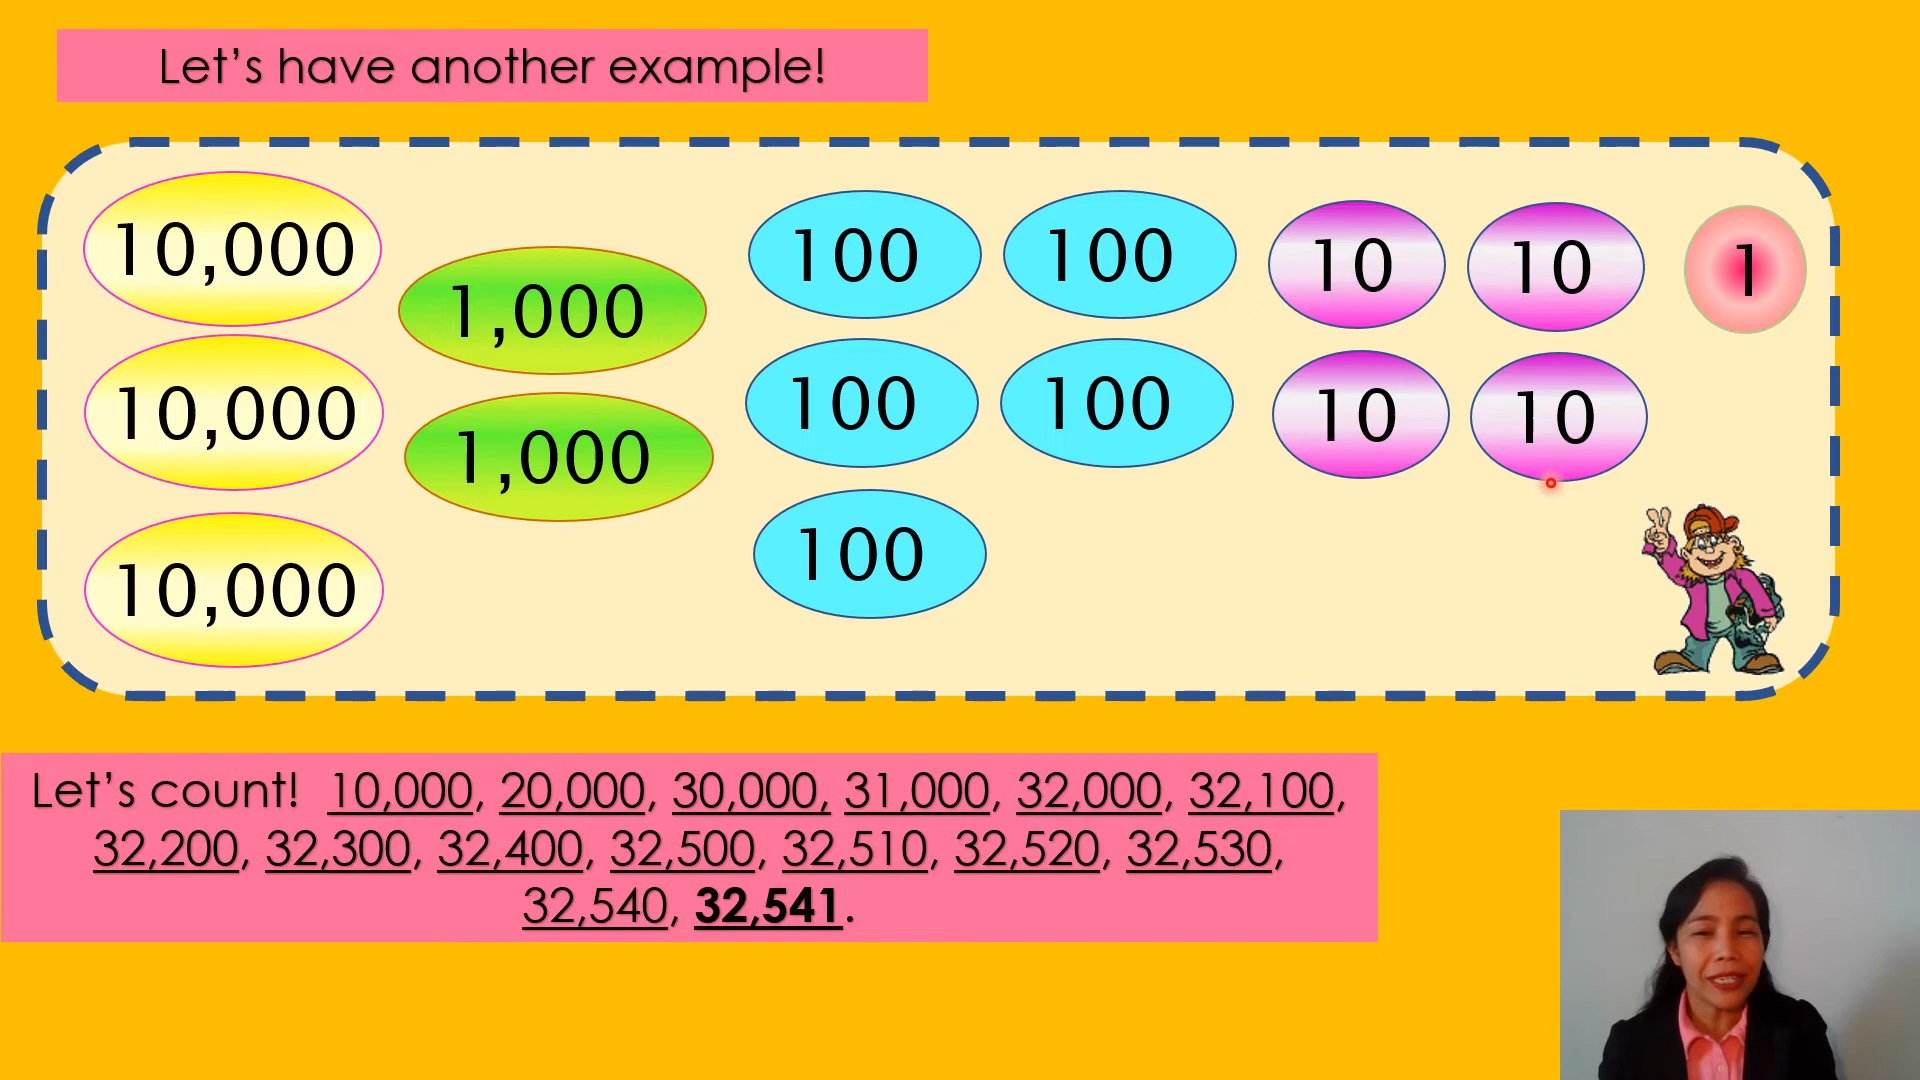 Let's have another example!
10,000 1,000 100 100 10 10 1
10,000 1,000 100 100 10 10
10,000 100
Let's count! 10,000, 20,000, 30,000, 31,000, 32,000, 32,100,
32,200, 32,300, 32,400, 32,500, 32,510, 32,520, 32,530,
32,540, 32,541.